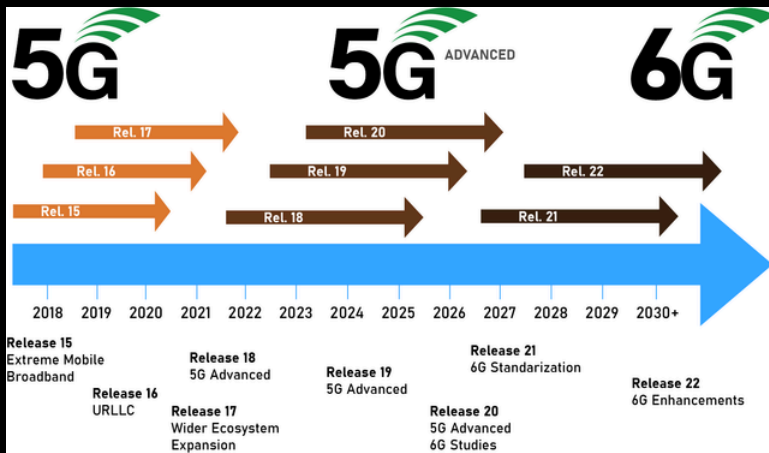 5G
5G ADVANCED
6G
Rel. 17
Rel. 20
Rel. 16
Rel. 19
Rel. 22
Rel. 15
Rel. 18
Rel. 21
2018 2019 2020 2021 2022 2023 2024 2025 2026 2027 2028 2029 2030+
Release 15
Extreme Mobile
Broadband
Release 16
URLLC
Release 17
Wider Ecosystem
Expansion
Release 18
5G Advanced
Release 19
5G Advanced
Release 20
5G Advanced
6G Studies
Release 21
6G Standarization
Release 22
6G Enhancements